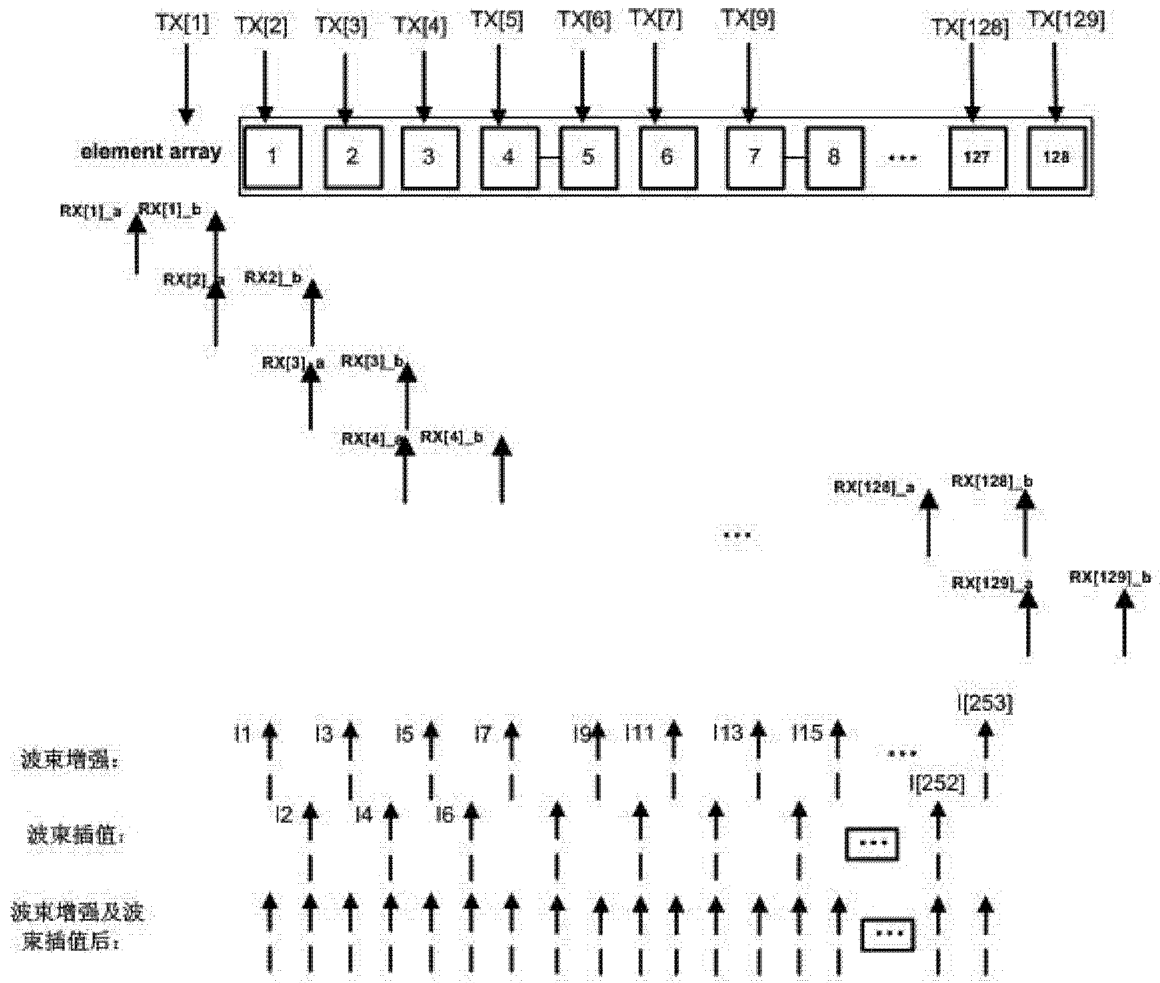 TX[1] TX[2] TX[3] TX[4] TX[5] TX[6] TX[7] TX[9] TX[128] TX[129]
element array 1 2 3 4 5 6 7 8 ... 127 128
RX[1]_a RX[1]_b
RX[2]_a RX2]_b
RX[3]_a RX[3]_b
RX[4]_a RX[4]_b
RX[128]_a RX[128]_b
...
RX[129]_a RX[129]_b
I[253]
I1 I3 I5 I7 I9 I11 I13 I15
波束增强: ...
I[252]
I2 I4 I6
波束插值: ...
波束增强及波
束插值后: ...